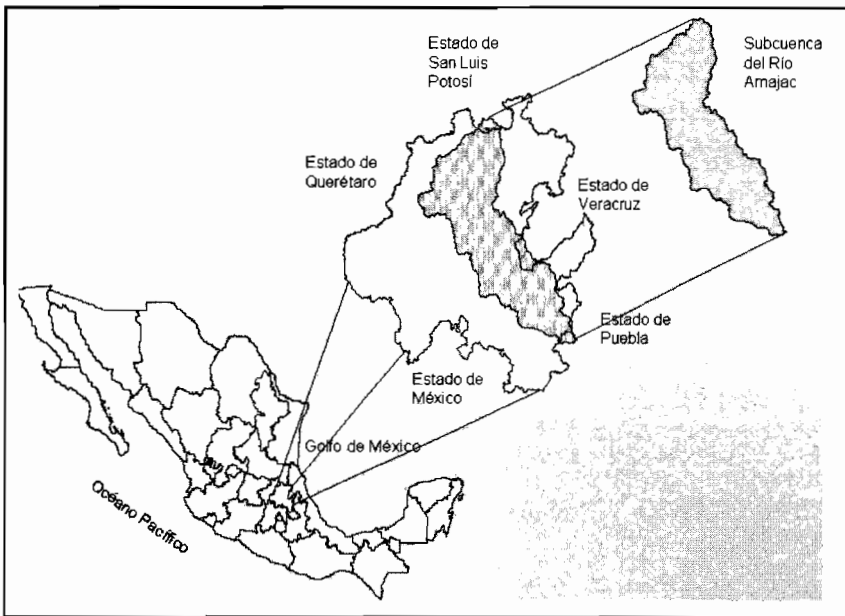 Estado de
San Luis
Potosí
Subcuenca
del Río
Amajac
Estado de
Querétaro
Estado de
Veracruz
Estado de
Puebla
Estado de
México
Golfo de México
Océano Pacífico